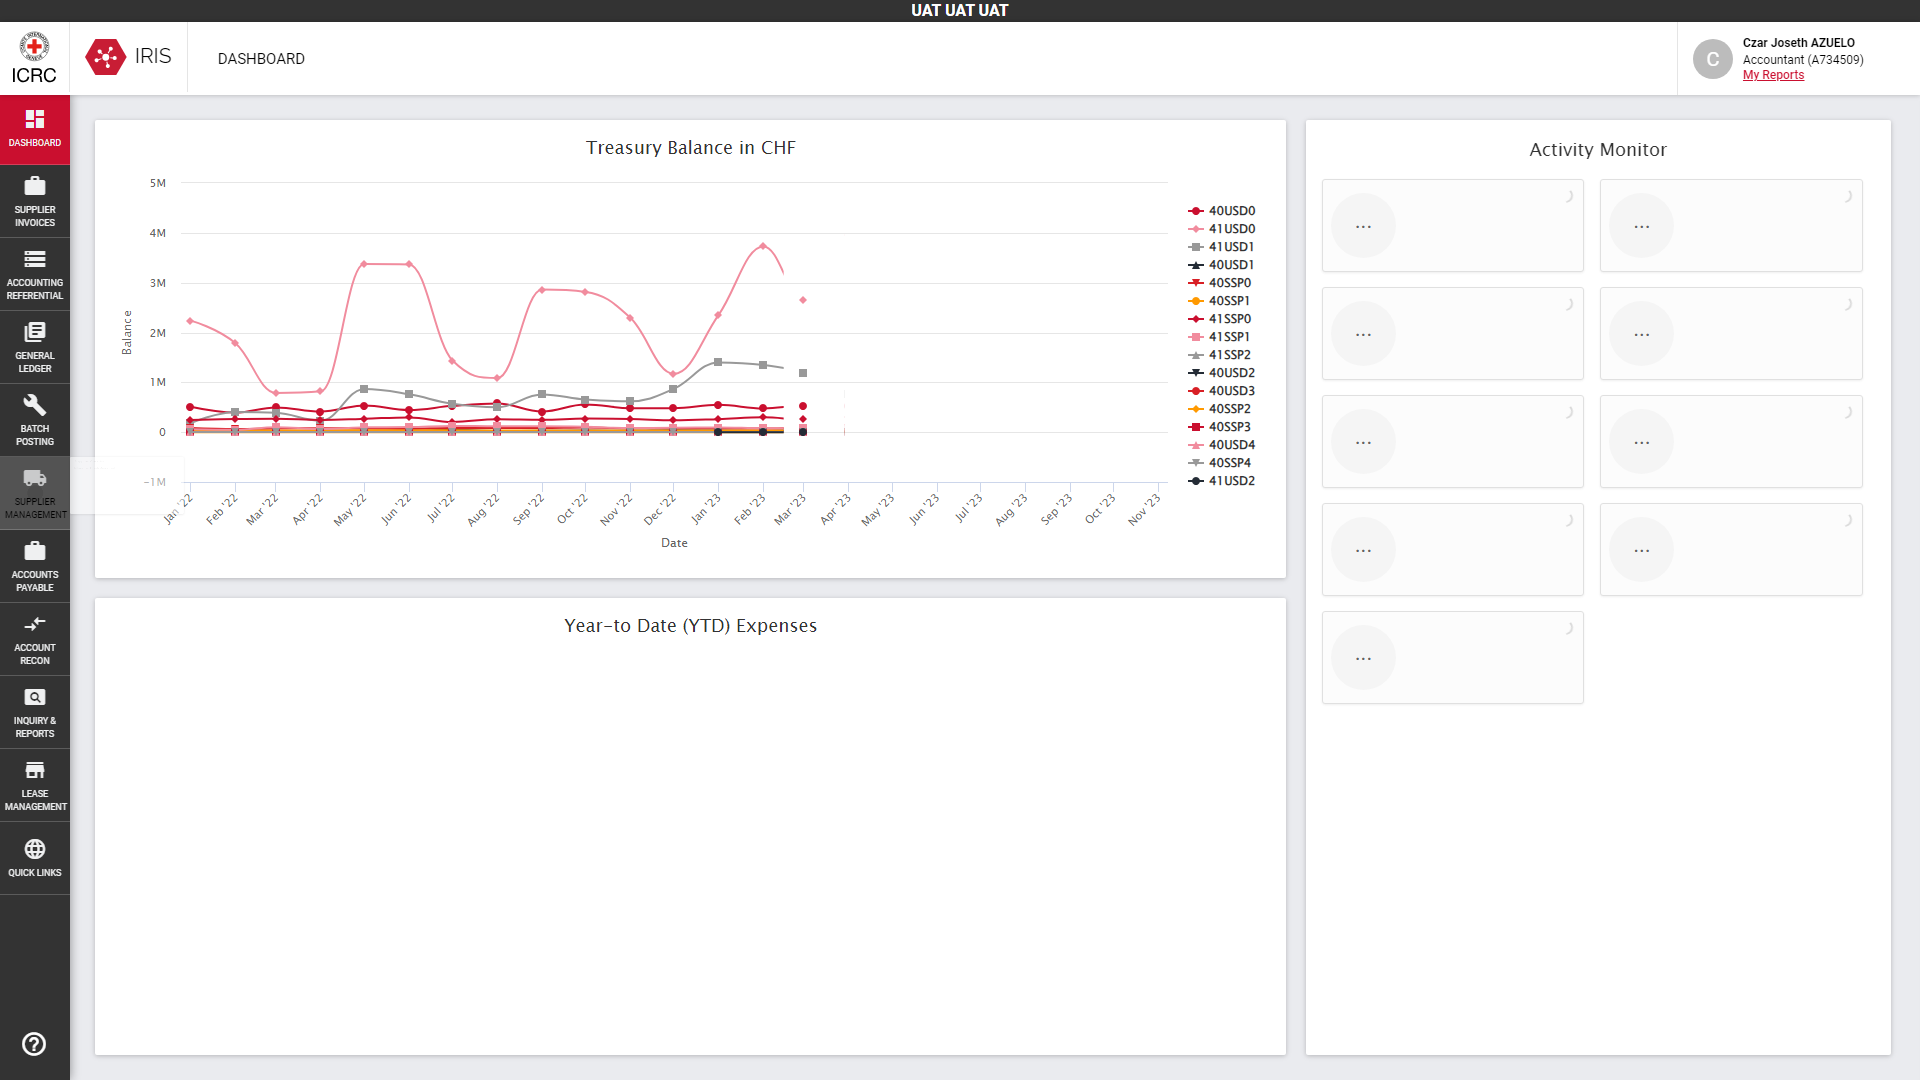 UAT UAT UAT
ICRC
IRIS
DASHBOARD
C
Czar Joseth AZUELO
Accountant (A734509)
My Reports
DASHBOARD
SUPPLIER
INVOICES
ACCOUNTING
REFERENTIAL
GENERAL
LEDGER
BATCH
POSTING
SUPPLIER
MANAGEMENT
ACCOUNTS
PAYABLE
ACCOUNT
RECON
INQUIRY &
REPORTS
LEASE
MANAGEMENT
QUICK LINKS
Treasury Balance in CHF
Balance
5M
4M
3M
2M
1M
0
-1M
Jan '22
Feb '22
Mar '22
Apr '22
May '22
Jun '22
Jul '22
Aug '22
Sep '22
Oct '22
Nov '22
Dec '22
Jan '23
Feb '23
Mar '23
Apr '23
May '23
Jun '23
Jul '23
Aug '23
Sep '23
Oct '23
Nov '23
Date
40USD0
41USD0
41USD1
40USD1
40SSP0
40SSP1
41SSP0
41SSP1
41SSP2
40USD2
40USD3
40SSP2
40SSP3
40USD4
40SSP4
41USD2
Year-to Date (YTD) Expenses
Activity Monitor
...
...
...
...
...
...
...
...
...